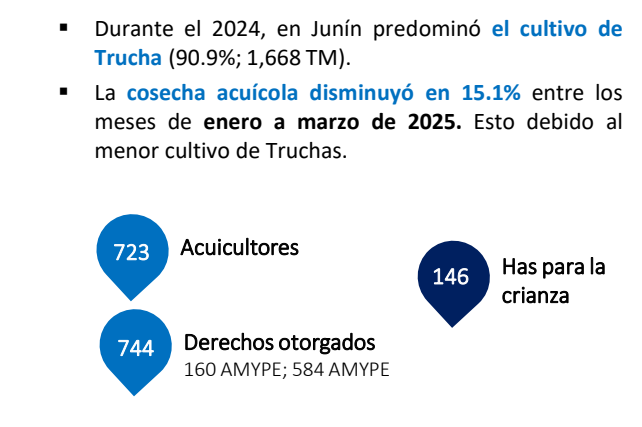 ▪ Durante el 2024, en Junín predominó el cultivo de
Trucha (90.9%; 1,668 TM).
▪ La cosecha acuícola disminuyó en 15.1% entre los
meses de enero a marzo de 2025. Esto debido al
menor cultivo de Truchas.
723 Acuicultores
146 Has para la
crianza
744 Derechos otorgados
160 AMYPE; 584 AMYPE